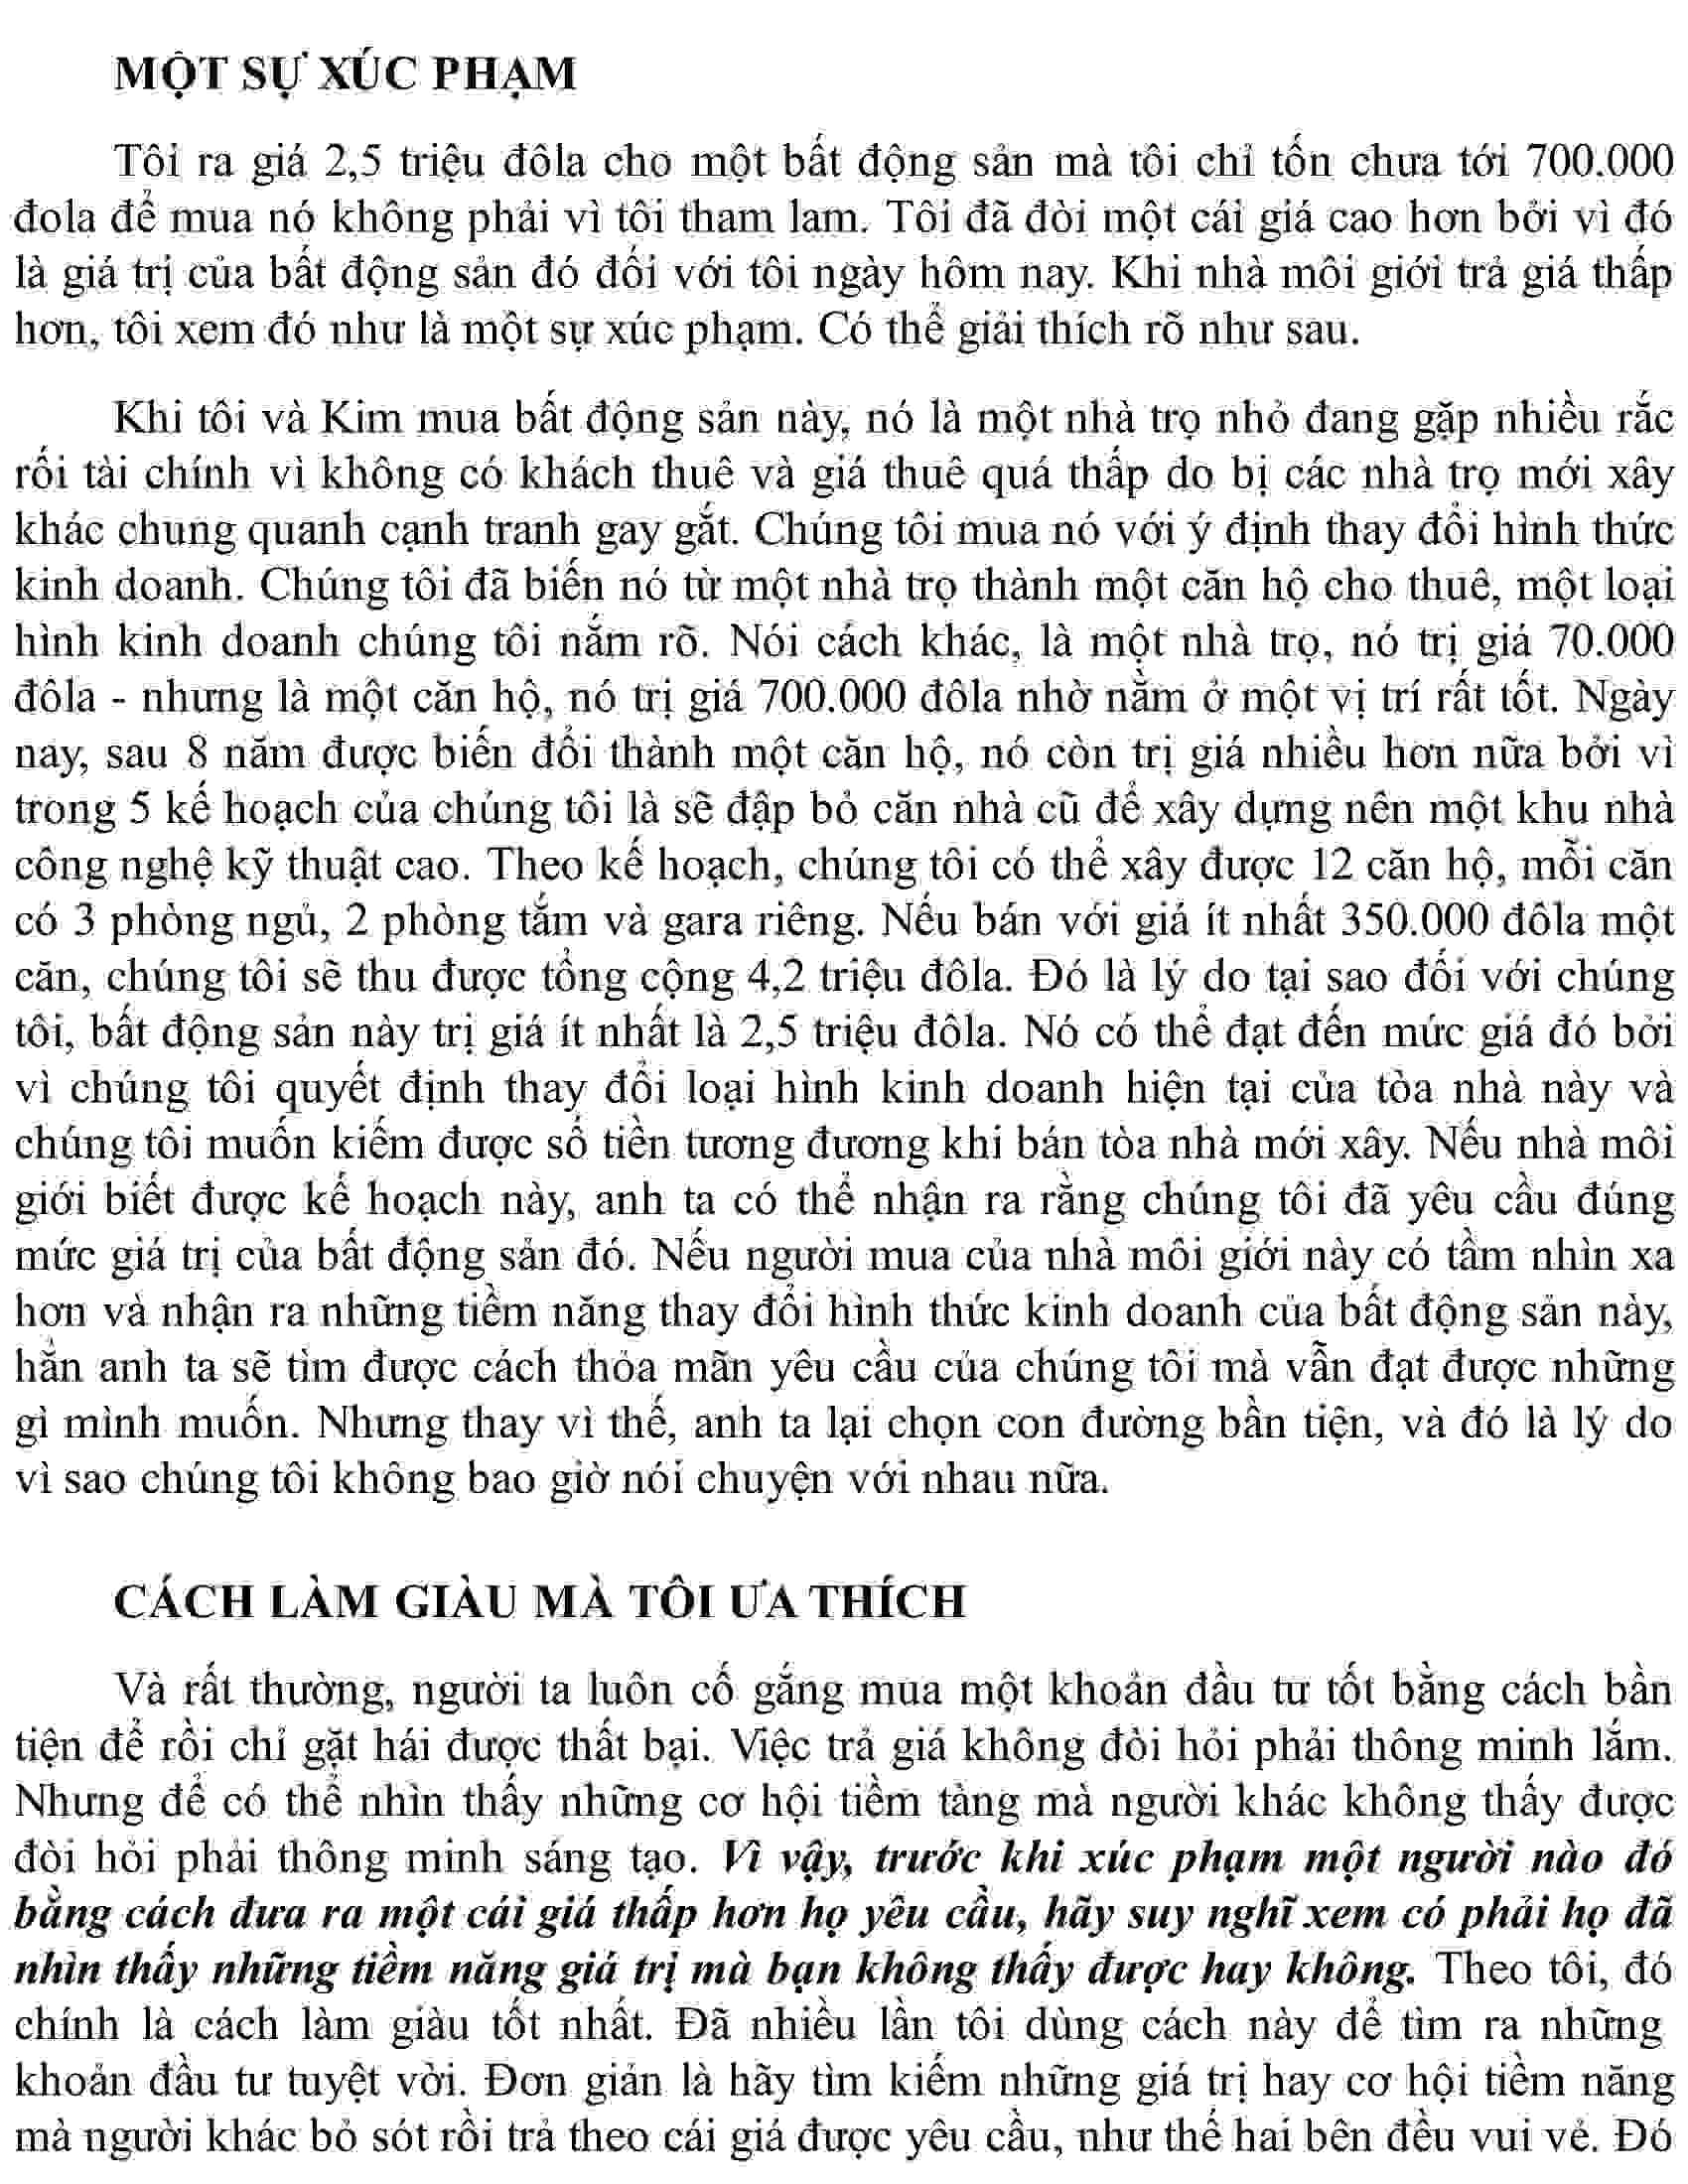 MỘT SỰ XÚC PHẠM
Tôi ra giá 2,5 triệu đôla cho một bất động sản mà tôi chỉ tốn chưa tới 700.000
đola để mua nó không phải vì tôi tham lam. Tôi đã đòi một cái giá cao hơn bởi vì đó
là giá trị của bất động sản đó đối với tôi ngày hôm nay. Khi nhà môi giới trả giá thấp
hơn, tôi xem đó như là một sự xúc phạm. Có thể giải thích rõ như sau.
Khi tôi và Kim mua bất động sản này, nó là một nhà trọ nhỏ đang gặp nhiều rắc
rối tài chính vì không có khách thuê và giá thuê quá thấp do bị các nhà trọ mới xây
khác chung quanh cạnh tranh gay gắt. Chúng tôi mua nó với ý định thay đổi hình thức
kinh doanh. Chúng tôi đã biến nó từ một nhà trọ thành một căn hộ cho thuê, một loại
hình kinh doanh chúng tôi nắm rõ. Nói cách khác, là một nhà trọ, nó trị giá 70.000
đôla - nhưng là một căn hộ, nó trị giá 700.000 đôla nhờ nằm ở một vị trí rất tốt. Ngày
nay, sau 8 năm được biến đổi thành một căn hộ, nó còn trị giá nhiều hơn nữa bởi vì
trong 5 kế hoạch của chúng tôi là sẽ đập bỏ căn nhà cũ để xây dựng nên một khu nhà
công nghệ kỹ thuật cao. Theo kế hoạch, chúng tôi có thể xây được 12 căn hộ, mỗi căn
có 3 phòng ngủ, 2 phòng tắm và gara riêng. Nếu bán với giá ít nhất 350.000 đôla một
căn, chúng tôi sẽ thu được tổng cộng 4,2 triệu đôla. Đó là lý do tại sao đối với chúng
tôi, bất động sản này trị giá ít nhất là 2,5 triệu đôla. Nó có thể đạt đến mức giá đó bởi
vì chúng tôi quyết định thay đổi loại hình kinh doanh hiện tại của tòa nhà này và
chúng tôi muốn kiếm được số tiền tương đương khi bán tòa nhà mới xây. Nếu nhà môi
giới biết được kế hoạch này, anh ta có thể nhận ra rằng chúng tôi đã yêu cầu đúng
mức giá trị của bất động sản đó. Nếu người mua của nhà môi giới này có tầm nhìn xa
hơn và nhận ra những tiềm năng thay đổi hình thức kinh doanh của bất động sản này,
hẳn anh ta sẽ tìm được cách thỏa mãn yêu cầu của chúng tôi mà vẫn đạt được những
gì mình muốn. Nhưng thay vì thế, anh ta lại chọn con đường bần tiện, và đó là lý do
vì sao chúng tôi không bao giờ nói chuyện với nhau nữa.
CÁCH LÀM GIÀU MÀ TÔI ƯA THÍCH
Và rất thường, người ta luôn cố gắng mua một khoản đầu tư tốt bằng cách bần
tiện để rồi chỉ gặt hái được thất bại. Việc trả giá không đòi hỏi phải thông minh lắm.
Nhưng để có thể nhìn thấy những cơ hội tiềm tàng mà người khác không thấy được
đòi hỏi phải thông minh sáng tạo. Vì vậy, trước khi xúc phạm một người nào đó
bằng cách đưa ra một cái giá thấp hơn họ yêu cầu, hãy suy nghĩ xem có phải họ đã
nhìn thấy những tiềm năng giá trị mà bạn không thấy được hay không. Theo tôi, đó
chính là cách làm giàu tốt nhất. Đã nhiều lần tôi dùng cách này để tìm ra những
khoản đầu tư tuyệt vời. Đơn giản là hãy tìm kiếm những giá trị hay cơ hội tiềm năng
mà người khác bỏ sót rồi trả theo cái giá được yêu cầu, như thế hai bên đều vui vẻ. Đó